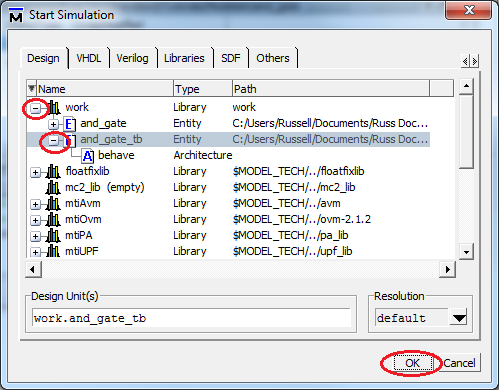 Start Simulation
Design VHDL Verilog Libraries SDF Others
Name Type Path
work Library work
and_gate Entity C:/Users/Russell/Documents/Russ Doc...
and_gate_tb Entity C:/Users/Russell/Documents/Russ Doc...
behave Architecture
floatfixlib Library $MODEL_TECH/../floatfixlib
mc2_lib (empty) Library $MODEL_TECH/../mc2_lib
mtiAvm Library $MODEL_TECH/../avm
mtiOvm Library $MODEL_TECH/../ovm-2.1.2
mtiPA Library $MODEL_TECH/../pa_lib
mtiUPF Library $MODEL_TECH/../upf_lib
Design Unit(s) Resolution
work.and_gate_tb default
OK Cancel